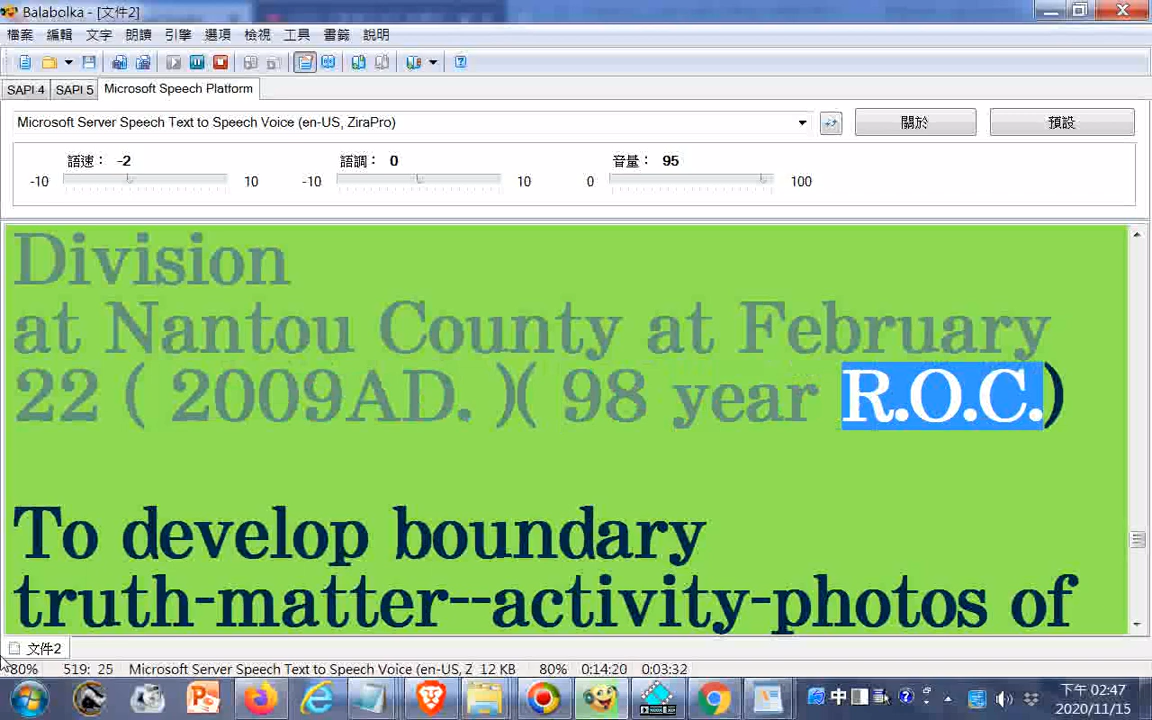 Balabolka - [文件2]
檔案 編輯 文字 朗讀 引擎 選項 檢視 工具 書籤 說明
SAPI 4 SAPI 5 Microsoft Speech Platform
Microsoft Server Speech Text to Speech Voice (en-US, ZiraPro) 關於 預設
語速： -2 語調： 0 音量： 95
-10 10 -10 10 0 100
Division
at Nantou County at February
22 ( 2009AD. )( 98 year R.O.C.)
To develop boundary
truth-matter--activity-photos of
文件2
80% 519: 25 Microsoft Server Speech Text to Speech Voice (en-US, Z 12 KB 80% 0:14:20 0:03:32
中 下午 02:47
2020/11/15